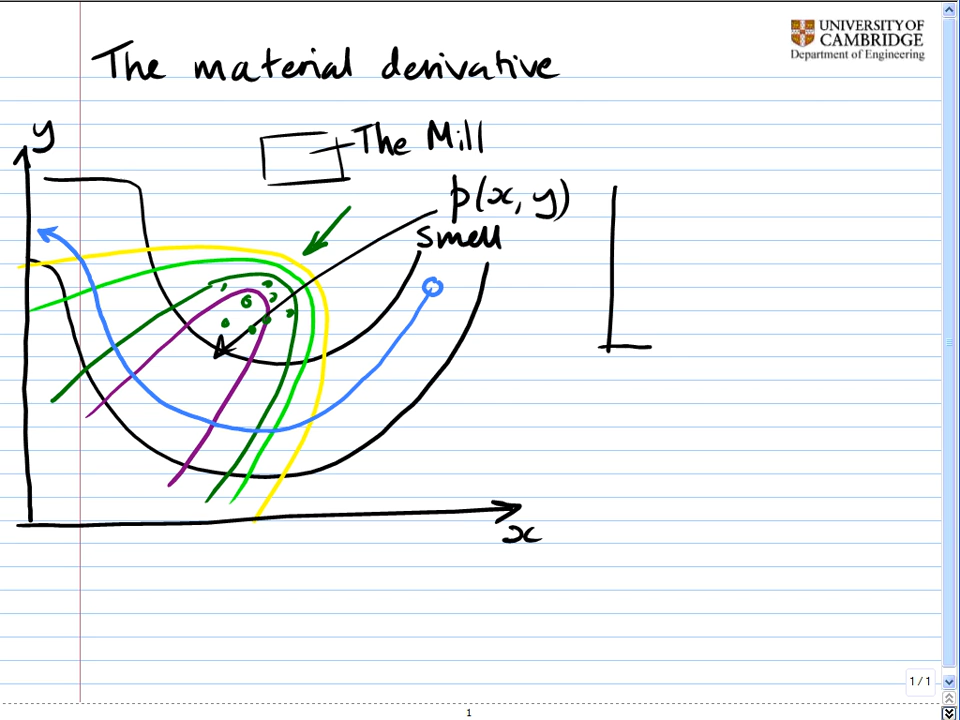 UNIVERSITY OF
CAMBRIDGE
Department of Engineering
The material derivative
y
The Mill
p(x, y)
smell
x
1 / 1
1